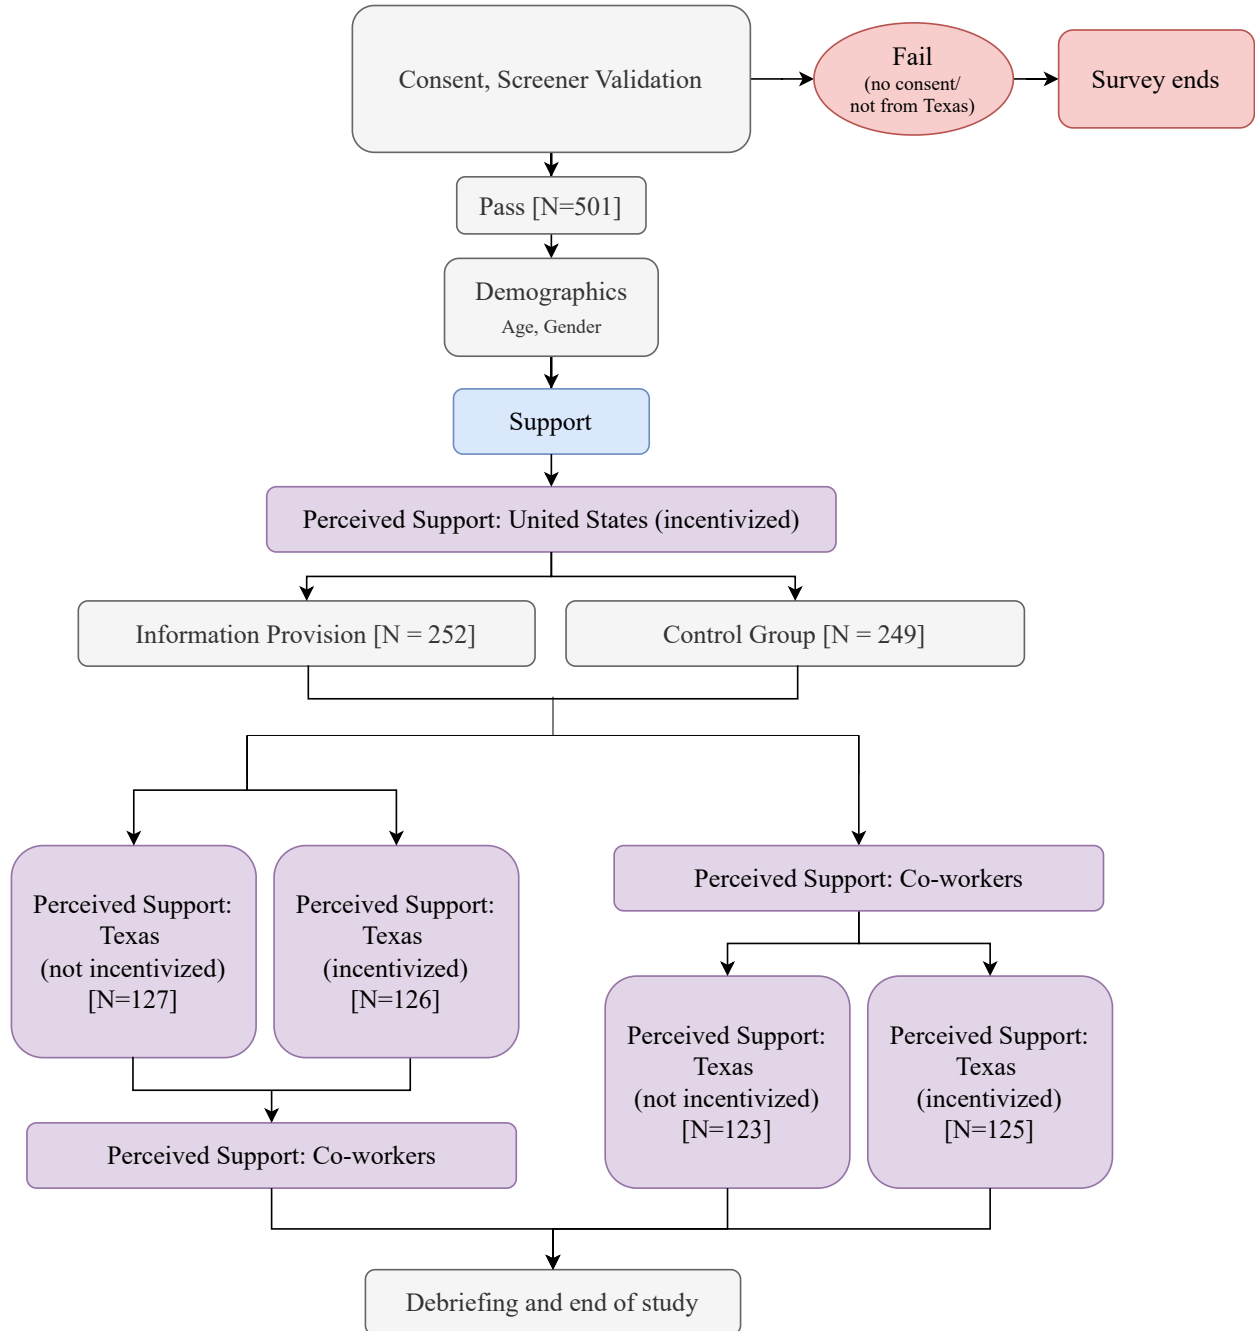 Consent, Screener Validation
Fail
(no consent/
not from Texas)
Survey ends
Pass [N=501]
Demographics
Age, Gender
Support
Perceived Support: United States (incentivized)
Information Provision [N = 252]
Control Group [N = 249]
Perceived Support:
Texas
(not incentivized)
[N=127]
Perceived Support:
Texas
(incentivized)
[N=126]
Perceived Support: Co-workers
Perceived Support: Co-workers
Perceived Support:
Texas
(not incentivized)
[N=123]
Perceived Support:
Texas
(incentivized)
[N=125]
Debriefing and end of study